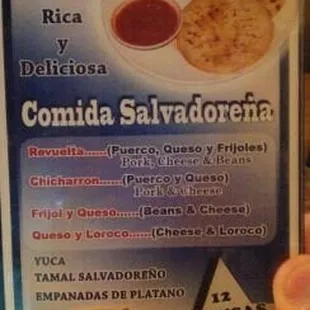 Rica
y
Deliciosa
Comida Salvadoreña
Revuelta......(Puerco, Queso y Frijoles)
Pork, Cheese & Beans
Chicharron.....(Puerco y Queso)
Pork & Cheese
Frijol y Queso.....(Beans & Cheese)
Queso y Loroco.....(Cheese & Loroco)
YUCA
TAMAL SALVADOREÑO
EMPANADAS DE PLATANO
12